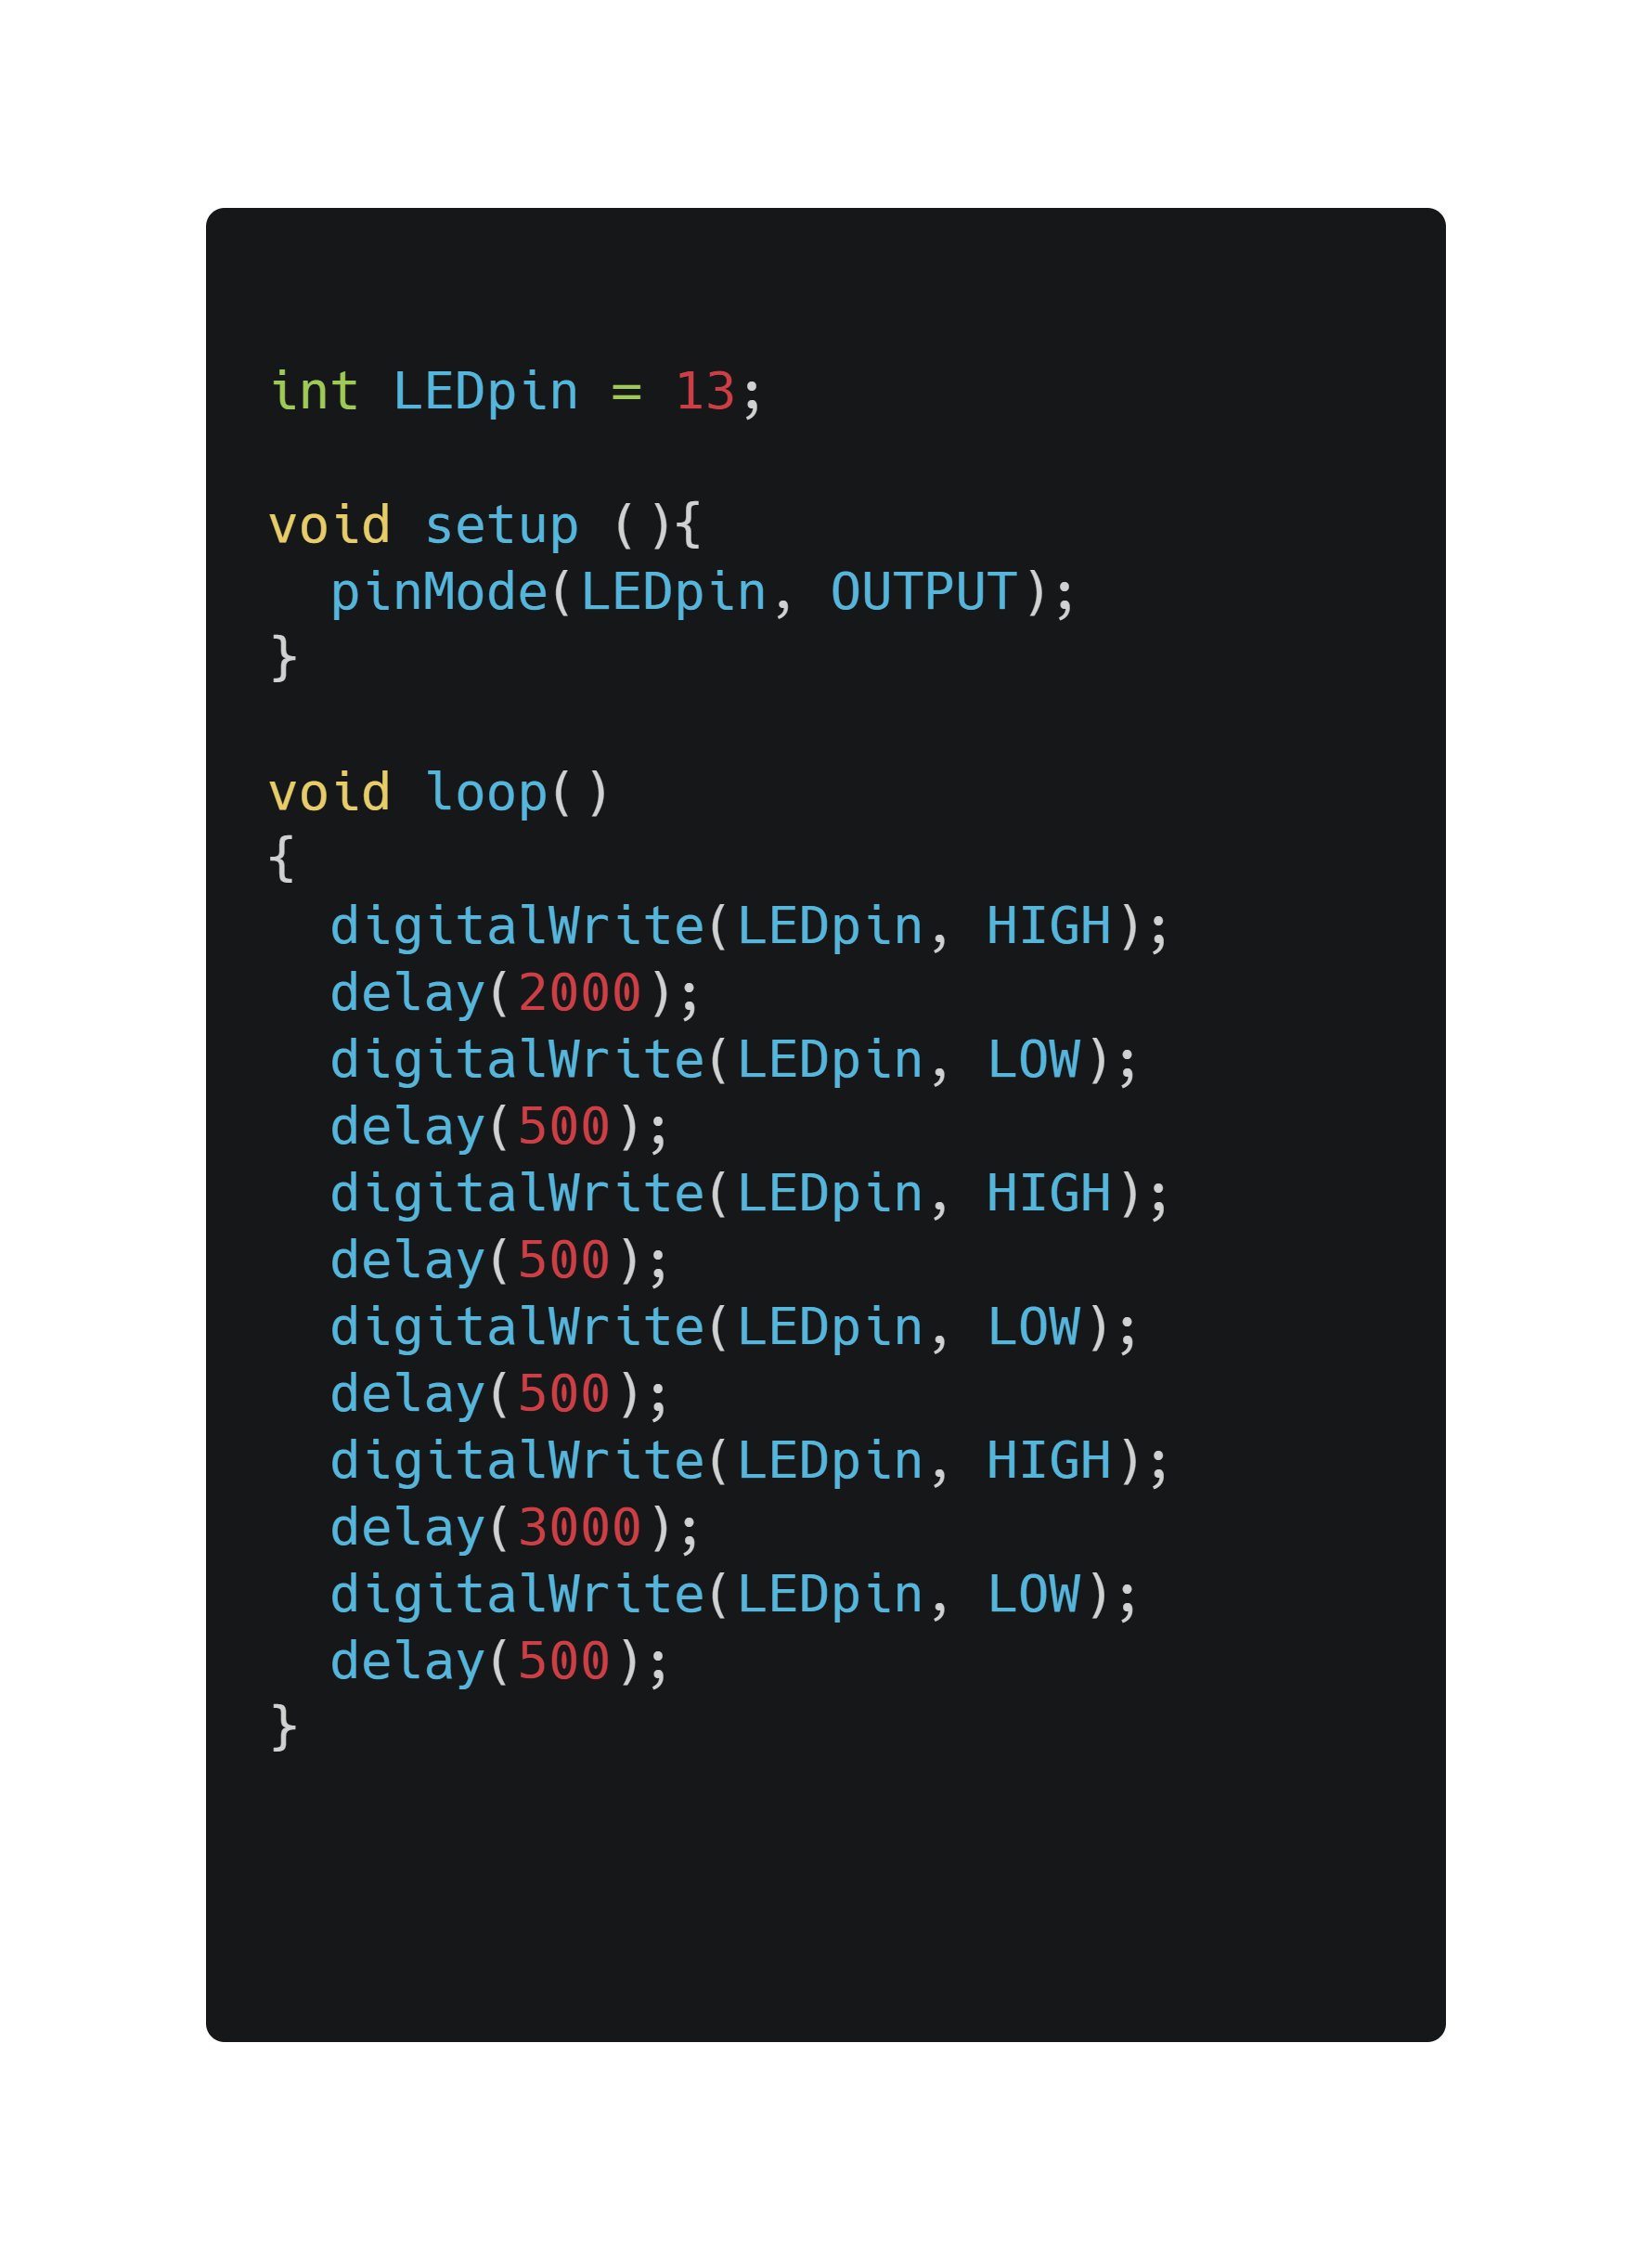 int LEDpin = 13;
void setup (){
  pinMode(LEDpin, OUTPUT);
}
void loop()
{
  digitalWrite(LEDpin, HIGH);
  delay(2000);
  digitalWrite(LEDpin, LOW);
  delay(500);
  digitalWrite(LEDpin, HIGH);
  delay(500);
  digitalWrite(LEDpin, LOW);
  delay(500);
  digitalWrite(LEDpin, HIGH);
  delay(3000);
  digitalWrite(LEDpin, LOW);
  delay(500);
}